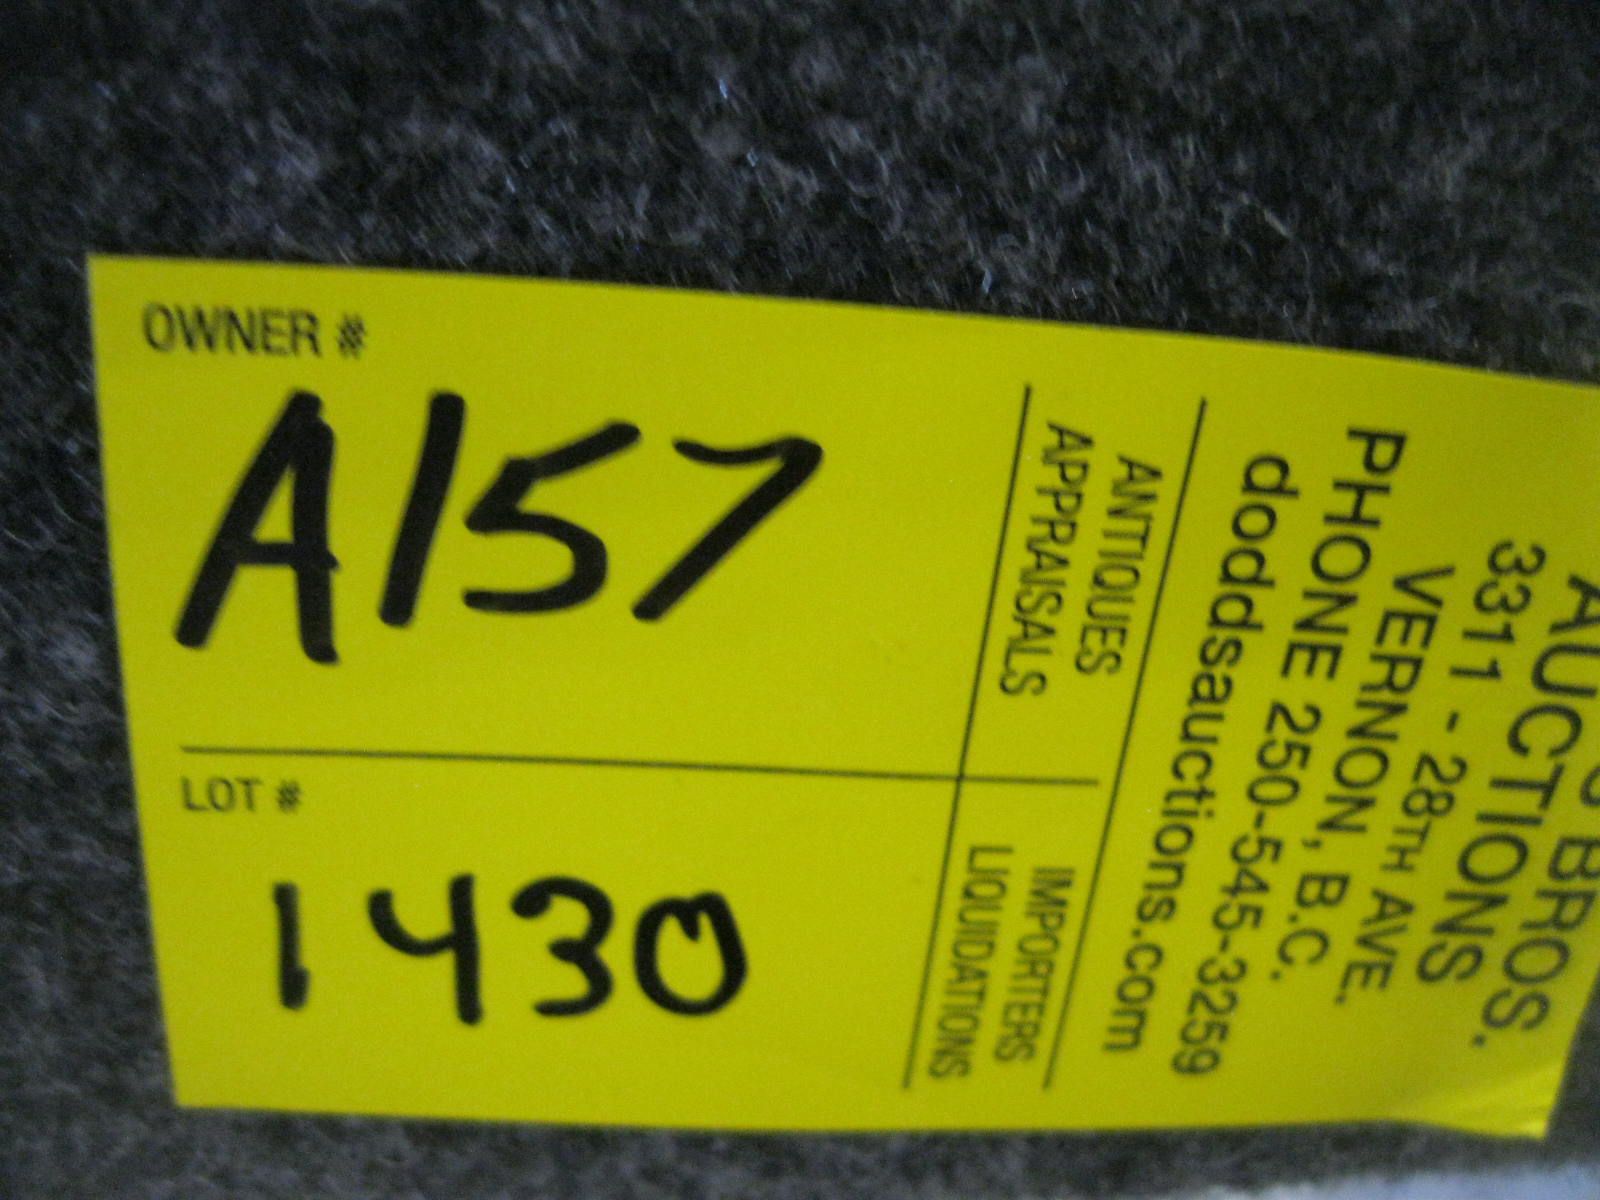 OWNER #
A157
LOT #
1430
AUCTIONS
3311 - 28TH AVE.
VERNON, B.C.
PHONE 250-545-3259
doddsauctions.com
ANTIQUES
APPRAISALS
IMPORTERS
LIQUIDATIONS
BROS.